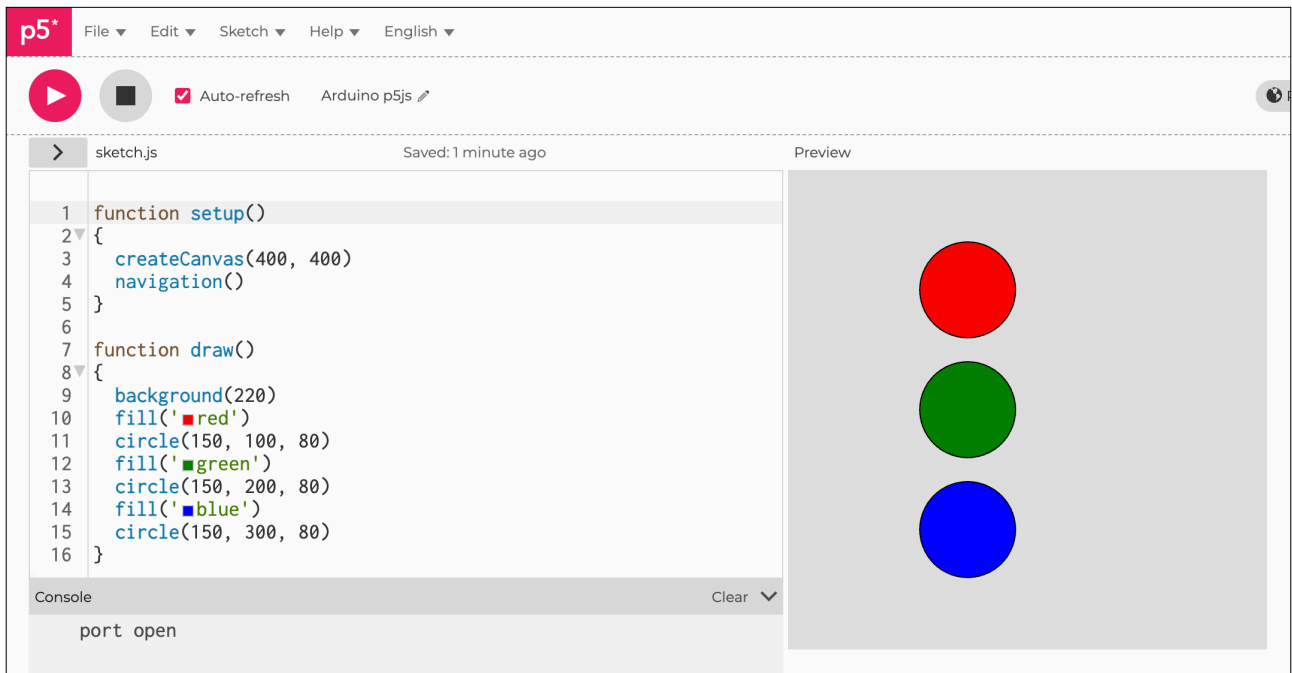 p5* File Edit Sketch Help English
Auto-refresh Arduino p5js
sketch.js Saved: 1 minute ago Preview
1 function setup()
2 {
3 createCanvas(400, 400)
4 navigation()
5 }
6
7 function draw()
8 {
9 background(220)
10 fill('red')
11 circle(150, 100, 80)
12 fill('green')
13 circle(150, 200, 80)
14 fill('blue')
15 circle(150, 300, 80)
16 }
Console Clear
port open